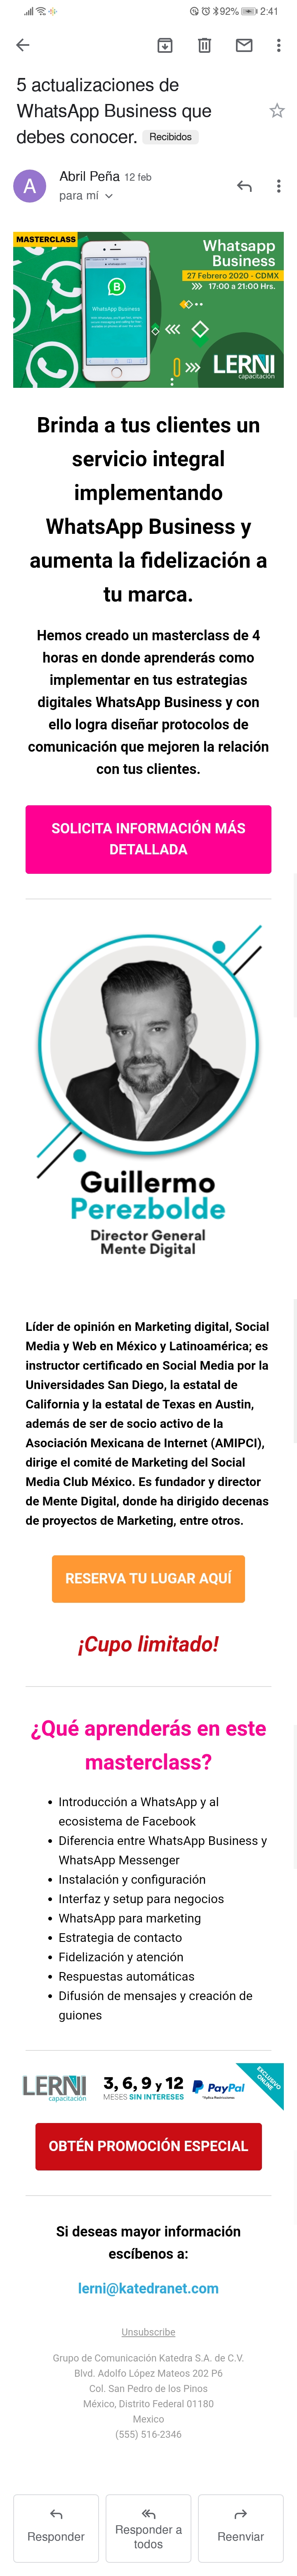 92% 2:41
5 actualizaciones de
WhatsApp Business que
debes conocer. Recibidos
A
Abril Peña 12 feb
para mí
MASTERCLASS
Whatsapp
Business
27 Febrero 2020 - CDMX
17:00 a 21:00 Hrs.
WhatsApp Business
LERNI
capacitación
Brinda a tus clientes un
servicio integral
implementando
WhatsApp Business y
aumenta la fidelización a
tu marca.
Hemos creado un masterclass de 4
horas en donde aprenderás como
implementar en tus estrategias
digitales WhatsApp Business y con
ello logra diseñar protocolos de
comunicación que mejoren la relación
con tus clientes.
SOLICITA INFORMACIÓN MÁS
DETALLADA
Guillermo
Perezbolde
Director General
Mente Digital
Líder de opinión en Marketing digital, Social
Media y Web en México y Latinoamérica; es
instructor certificado en Social Media por la
Universidades San Diego, la estatal de
California y la estatal de Texas en Austin,
además de ser de socio activo de la
Asociación Mexicana de Internet (AMIPCI),
dirige el comité de Marketing del Social
Media Club México. Es fundador y director
de Mente Digital, donde ha dirigido decenas
de proyectos de Marketing, entre otros.
RESERVA TU LUGAR AQUÍ
¡Cupo limitado!
¿Qué aprenderás en este
masterclass?
• Introducción a WhatsApp y al
ecosistema de Facebook
• Diferencia entre WhatsApp Business y
WhatsApp Messenger
• Instalación y configuración
• Interfaz y setup para negocios
• WhatsApp para marketing
• Estrategia de contacto
• Fidelización y atención
• Respuestas automáticas
• Difusión de mensajes y creación de
guiones
LERNI
capacitación
3, 6, 9 y 12
MESES SIN INTERESES
PayPal
EXCLUSIVO
ONLINE
OBTÉN PROMOCIÓN ESPECIAL
Si deseas mayor información
escíbenos a:
lerni@katedranet.com
Unsubscribe
Grupo de Comunicación Katedra S.A. de C.V.
Blvd. Adolfo López Mateos 202 P6
Col. San Pedro de los Pinos
México, Distrito Federal 01180
Mexico
(555) 516-2346
Responder
Responder a
todos
Reenviar